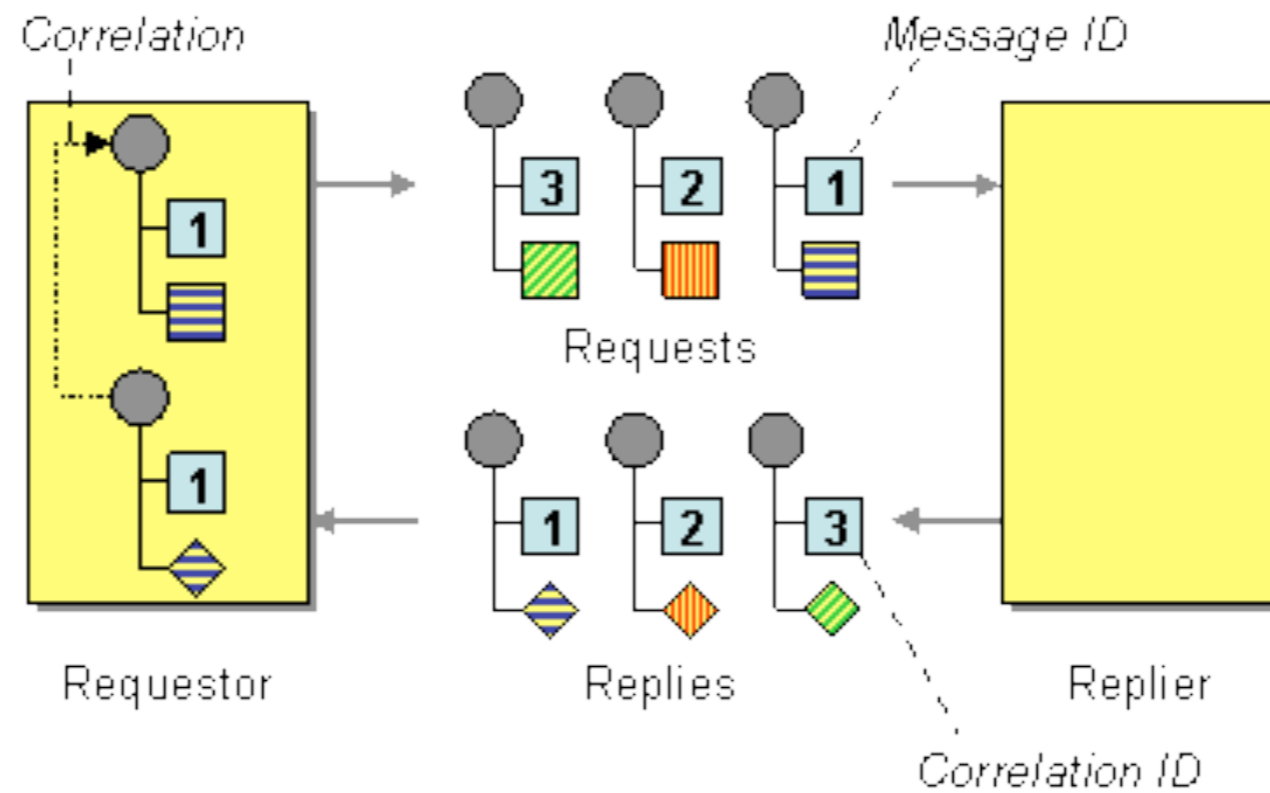 Correlation
Message ID
1
3
2
1
Requests
1
1
2
3
Requestor
Replies
Replier
Correlation ID